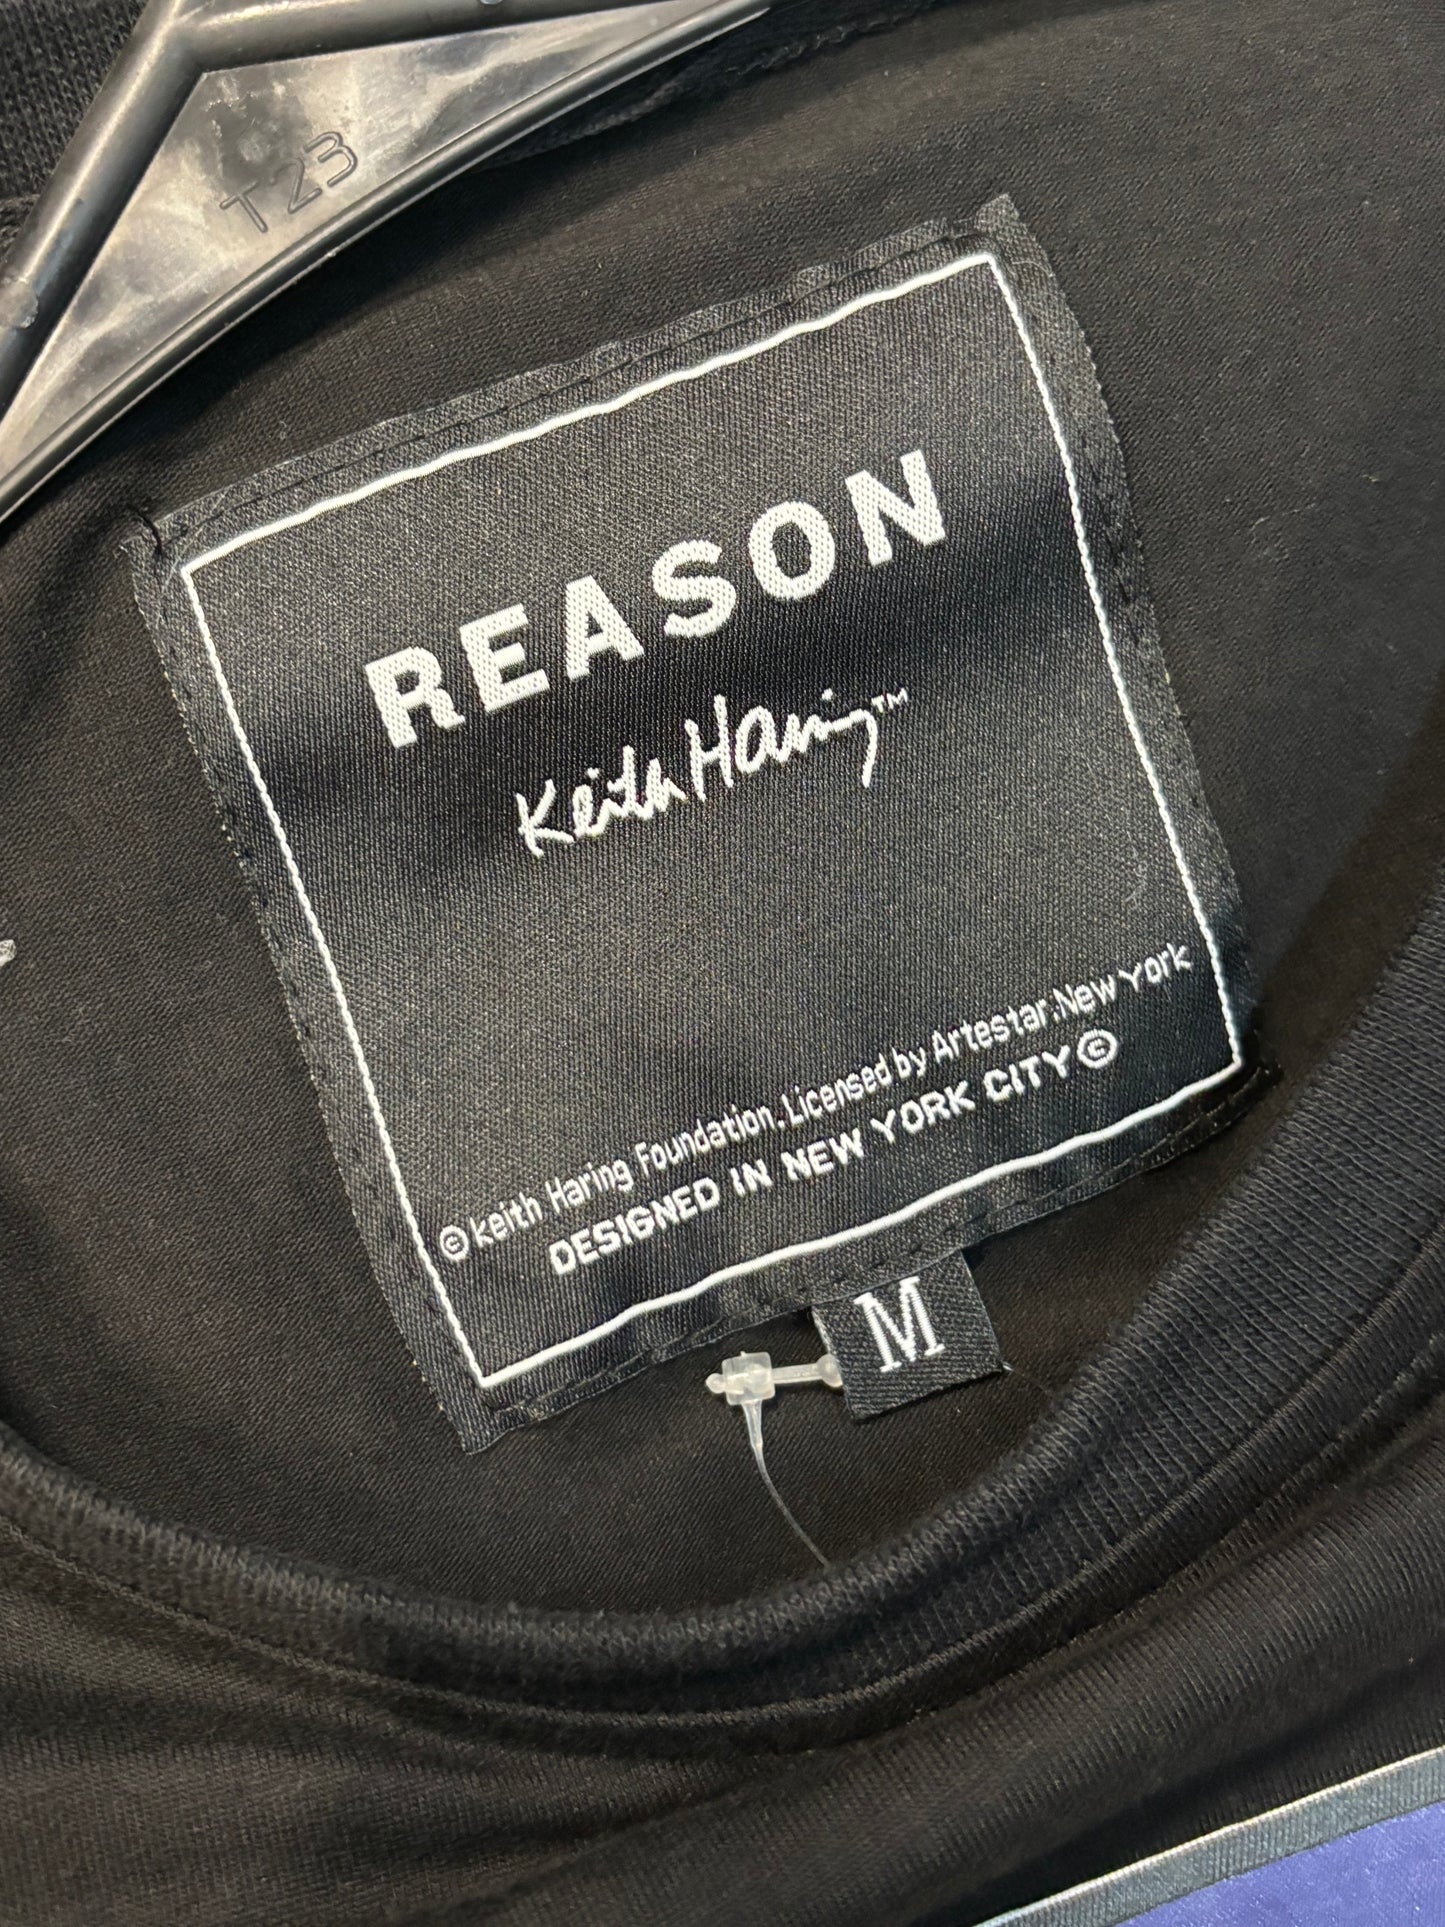 T23
REASON
Keith Haring™
©keith Haring Foundation. Licensed by Artestar.New York
DESIGNED IN NEW YORK CITY©
M